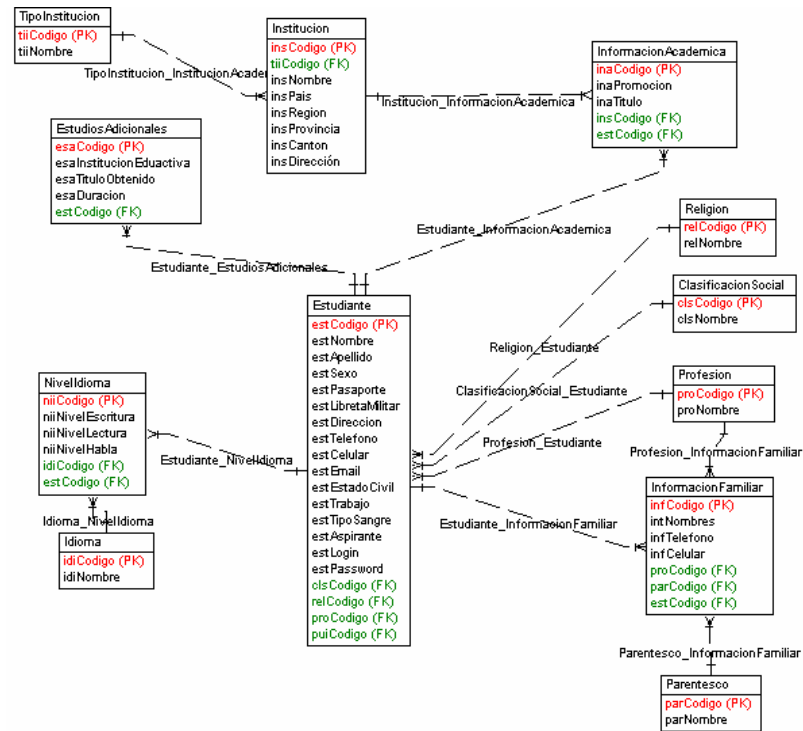 TipoInstitucion
tiiCodigo (PK)
tiiNombre
TipoInstitucion_InstitucionAcadem
Institucion
insCodigo (PK)
tiiCodigo (FK)
insNombre
insPais
insRegion
insProvincia
insCanton
insDirección
Institucion_InformacionAcademica
InformacionAcademica
inaCodigo (PK)
inaPromocion
inaTitulo
insCodigo (FK)
estCodigo (FK)
EstudiosAdicionales
esaCodigo (PK)
esaInstitucionEduactiva
esaTituloObtenido
esaDuracion
estCodigo (FK)
Estudiante_InformacionAcademica
Estudiante_EstudiosAdicionales
Religion
relCodigo (PK)
relNombre
ClasificacionSocial
clsCodigo (PK)
clsNombre
Religion_Estudiante
ClasificacionSocial_Estudiante
Profesion_Estudiante
Profesion
proCodigo (PK)
proNombre
Profesion_InformacionFamiliar
Estudiante
estCodigo (PK)
estNombre
estApellido
estSexo
estPasaporte
estLibretaMilitar
estDireccion
estTelefono
estCelular
estEmail
estEstadoCivil
estTrabajo
estTipoSangre
estAspirante
estLogin
estPassword
clsCodigo (FK)
relCodigo (FK)
proCodigo (FK)
puiCodigo (FK)
NivelIdioma
niiCodigo (PK)
niiNivelEscritura
niiNivelLectura
niiNivelHabla
idiCodigo (FK)
estCodigo (FK)
Estudiante_NivelIdioma
Idioma_NivelIdioma
Idioma
idiCodigo (PK)
idiNombre
Estudiante_InformacionFamiliar
InformacionFamiliar
infCodigo (PK)
intNombres
infTelefono
infCelular
proCodigo (FK)
parCodigo (FK)
estCodigo (FK)
Parentesco_InformacionFamiliar
Parentesco
parCodigo (PK)
parNombre